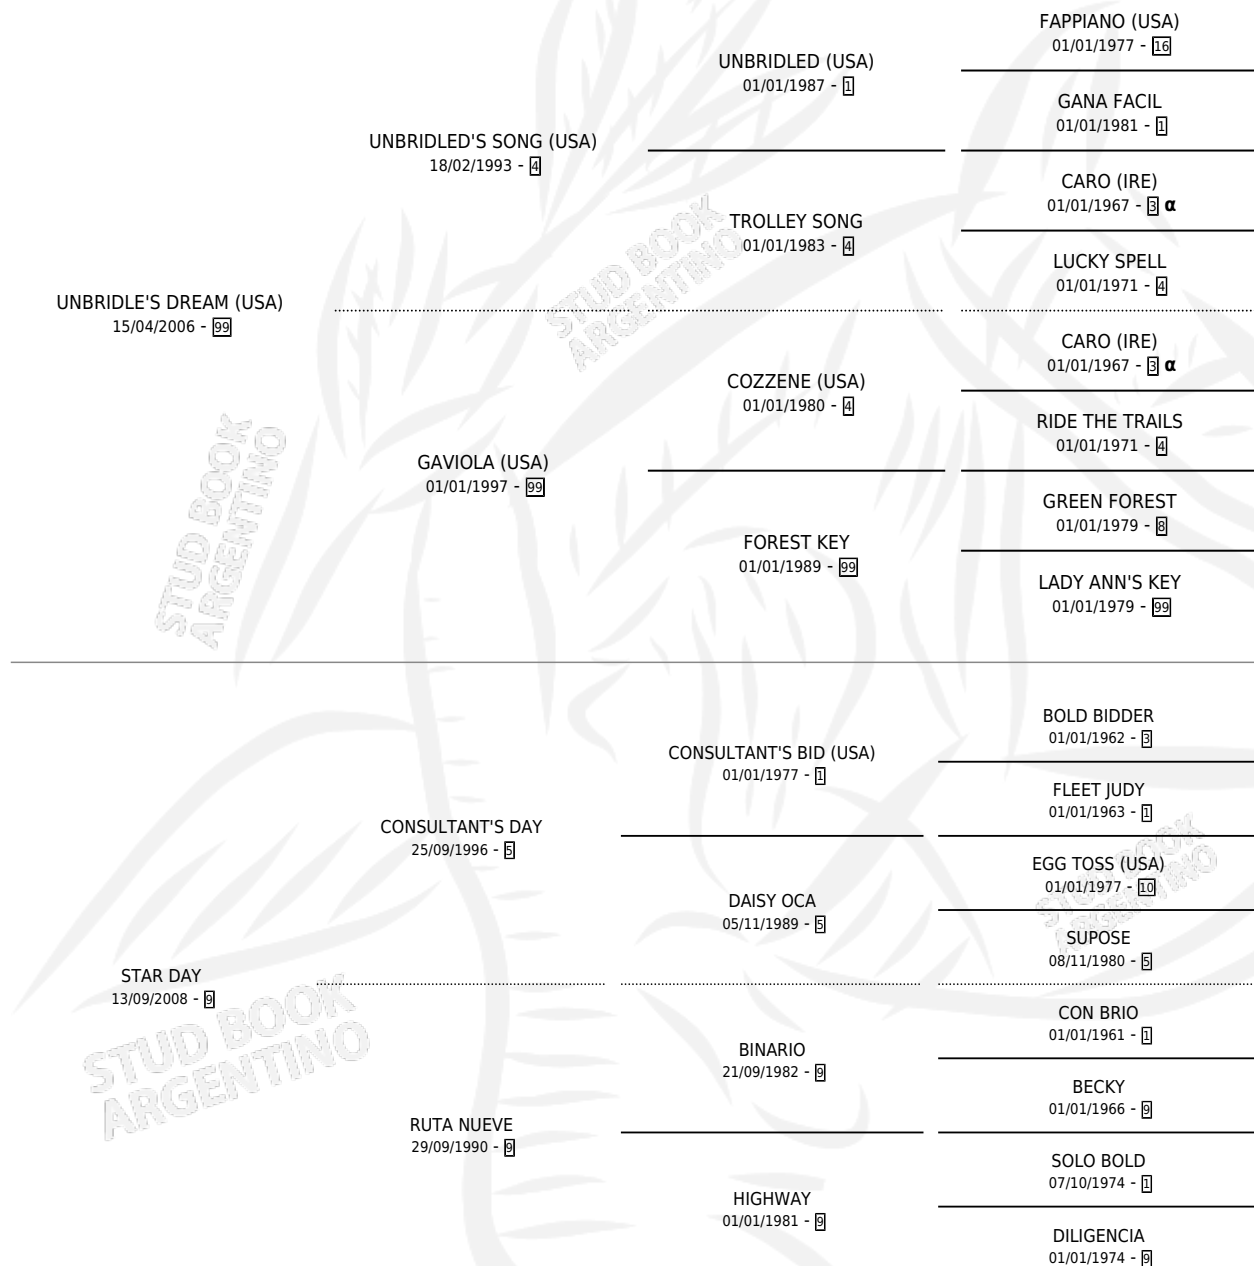 FAPPIANO (USA)
01/01/1977 - 16
UNBRIDLED (USA)
01/01/1987 - 1
GANA FACIL
01/01/1981 - 1
UNBRIDLED'S SONG (USA)
18/02/1993 - 4
CARO (IRE)
01/01/1967 - 3 α
TROLLEY SONG
01/01/1983 - 4
LUCKY SPELL
01/01/1971 - 4
UNBRIDLE'S DREAM (USA)
15/04/2006 - 99
CARO (IRE)
01/01/1967 - 3 α
COZZENE (USA)
01/01/1980 - 4
RIDE THE TRAILS
01/01/1971 - 4
GAVIOLA (USA)
01/01/1997 - 99
GREEN FOREST
01/01/1979 - 8
FOREST KEY
01/01/1989 - 99
LADY ANN'S KEY
01/01/1979 - 99
BOLD BIDDER
01/01/1962 - 3
CONSULTANT'S BID (USA)
01/01/1977 - 1
FLEET JUDY
01/01/1963 - 1
CONSULTANT'S DAY
25/09/1996 - 5
EGG TOSS (USA)
01/01/1977 - 10
DAISY OCA
05/11/1989 - 5
SUPOSE
08/11/1980 - 5
STAR DAY
13/09/2008 - 9
CON BRIO
01/01/1961 - 1
BINARIO
21/09/1982 - 9
BECKY
01/01/1966 - 9
RUTA NUEVE
29/09/1990 - 9
SOLO BOLD
07/10/1974 - 1
HIGHWAY
01/01/1981 - 9
DILIGENCIA
01/01/1974 - 9
STUD BOOK
ARGENTINO
STUD BOOK
ARGENTINO
STUD BOOK
ARGENTINO
STUD BOOK
ARGENTINO